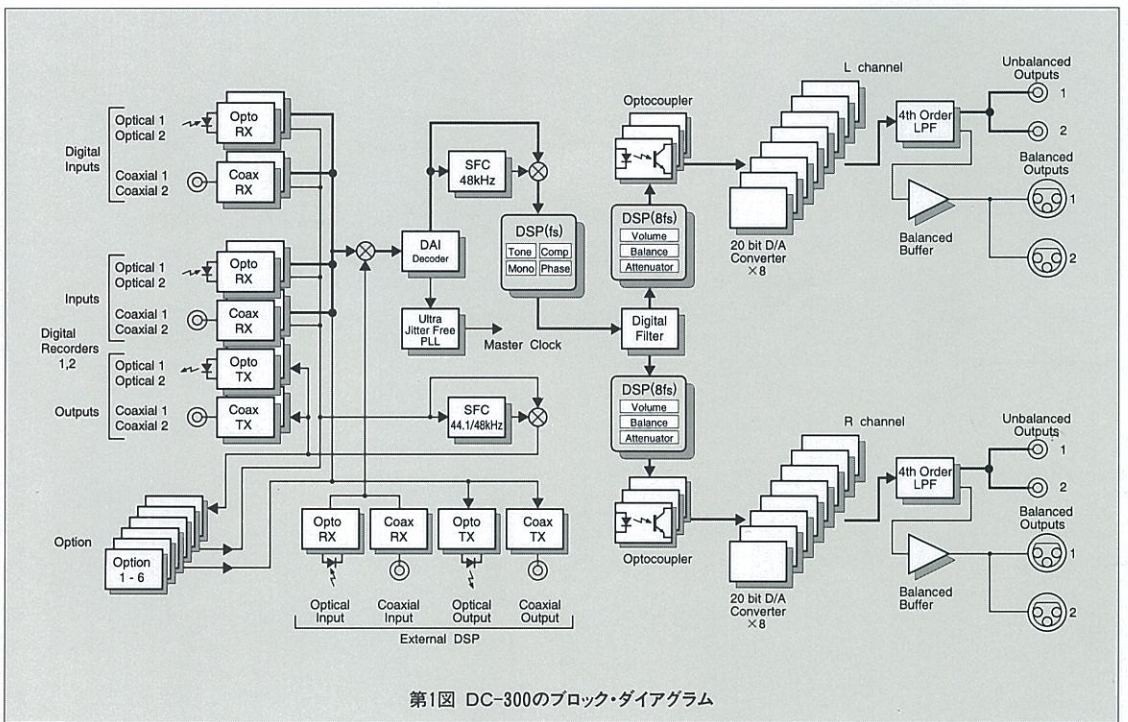 Digital
Inputs
Optical 1
Optical 2
Opto
RX
Coaxial 1
Coaxial 2
Coax
RX
Digital
Recorders
1,2
Inputs
Optical 1
Optical 2
Opto
RX
Coaxial 1
Coaxial 2
Coax
RX
Outputs
Optical 1
Optical 2
Opto
TX
Coaxial 1
Coaxial 2
Coax
TX
Option
Option
1 - 6
DAI
Decoder
Ultra
Jitter Free
PLL
Master Clock
SFC
48kHz
SFC
44.1/48kHz
DSP(fs)
Tone
Comp
Mono
Phase
Opto
RX
Coax
RX
Opto
TX
Coax
TX
Optical
Input
Coaxial
Input
Optical
Output
Coaxial
Output
External DSP
Digital
Filter
Optocoupler
DSP(8fs)
Volume
Balance
Attenuator
L channel
20 bit D/A
Converter
×8
4th Order
LPF
Balanced
Buffer
Unbalanced
Outputs
1
2
Balanced
Outputs
1
2
DSP(8fs)
Volume
Balance
Attenuator
Optocoupler
R channel
20 bit D/A
Converter
×8
4th Order
LPF
Balanced
Buffer
Unbalanced
Outputs
1
2
Balanced
Outputs
1
2
第1図 DC-300のブロック・ダイアグラム